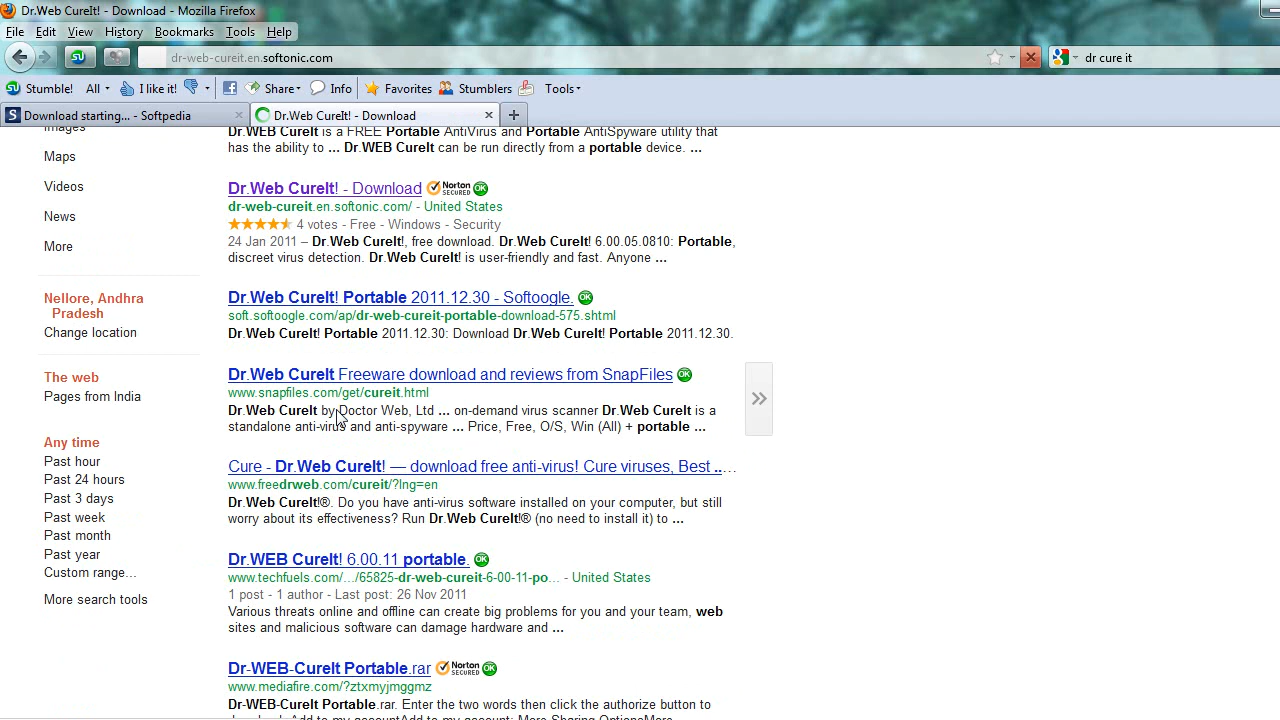 Dr.Web CureIt! - Download - Mozilla Firefox
File Edit View History Bookmarks Tools Help
dr-web-cureit.en.softonic.com
dr cure it
Stumble! All I like it! Share Info Favorites Stumblers Tools
Download starting... - Softpedia
Dr.Web CureIt! - Download
Images
Maps
Videos
News
More
Nellore, Andhra
Pradesh
Change location
The web
Pages from India
Any time
Past hour
Past 24 hours
Past 3 days
Past week
Past month
Past year
Custom range...
More search tools
Dr.WEB CureIt is a FREE Portable AntiVirus and Portable AntiSpyware utility that
has the ability to ... Dr.WEB CureIt can be run directly from a portable device. ...
Dr.Web CureIt! - Download Norton SECURED OK
dr-web-cureit.en.softonic.com/ - United States
4 votes - Free - Windows - Security
24 Jan 2011 – Dr.Web CureIt!, free download. Dr.Web CureIt! 6.00.05.0810: Portable,
discreet virus detection. Dr.Web CureIt! is user-friendly and fast. Anyone ...
Dr.Web CureIt! Portable 2011.12.30 - Softoogle. OK
soft.softoogle.com/ap/dr-web-cureit-portable-download-575.shtml
Dr.Web CureIt! Portable 2011.12.30: Download Dr.Web CureIt! Portable 2011.12.30.
Dr.Web CureIt Freeware download and reviews from SnapFiles OK
www.snapfiles.com/get/cureit.html
Dr.Web CureIt by Doctor Web, Ltd ... on-demand virus scanner Dr.Web CureIt is a
standalone anti-virus and anti-spyware ... Price, Free, O/S, Win (All) + portable ...
Cure - Dr.Web CureIt! — download free anti-virus! Cure viruses, Best ...…
www.freedrweb.com/cureit/?lng=en
Dr.Web CureIt!®. Do you have anti-virus software installed on your computer, but still
worry about its effectiveness? Run Dr.Web CureIt!® (no need to install it) to ...
Dr.WEB CureIt! 6.00.11 portable. OK
www.techfuels.com/.../65825-dr-web-cureit-6-00-11-po... - United States
1 post - 1 author - Last post: 26 Nov 2011
Various threats online and offline can create big problems for you and your team, web
sites and malicious software can damage hardware and ...
Dr-WEB-CureIt Portable.rar Norton SECURED OK
www.mediafire.com/?ztxmyjmggmz
Dr-WEB-CureIt Portable.rar. Enter the two words then click the authorize button to
download. Add to my accountAdd to my account: More Sharing OptionsMore